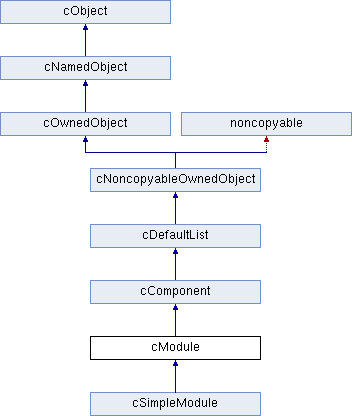 cObject
cNamedObject
cOwnedObject
noncopyable
cNoncopyableOwnedObject
cDefaultList
cComponent
cModule
cSimpleModule